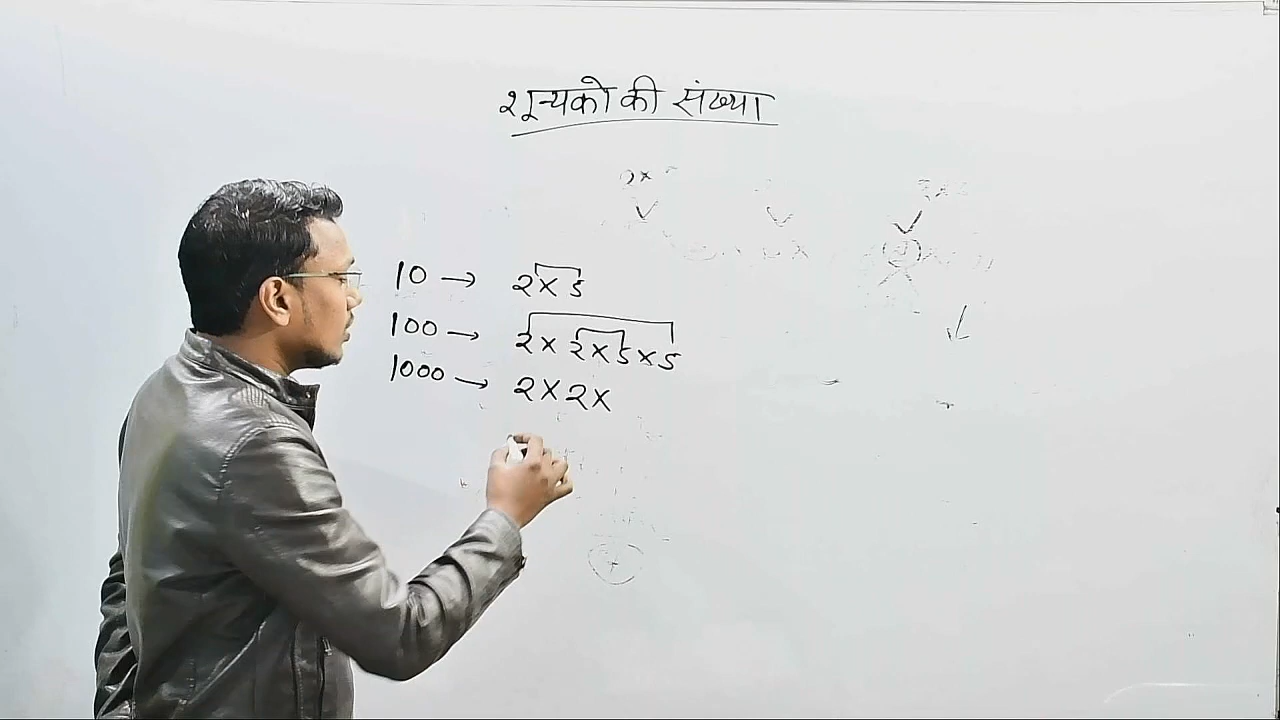 शून्यको की संख्या
10 → 2×5
100 → 2×2×5×5
1000 → 2×2×